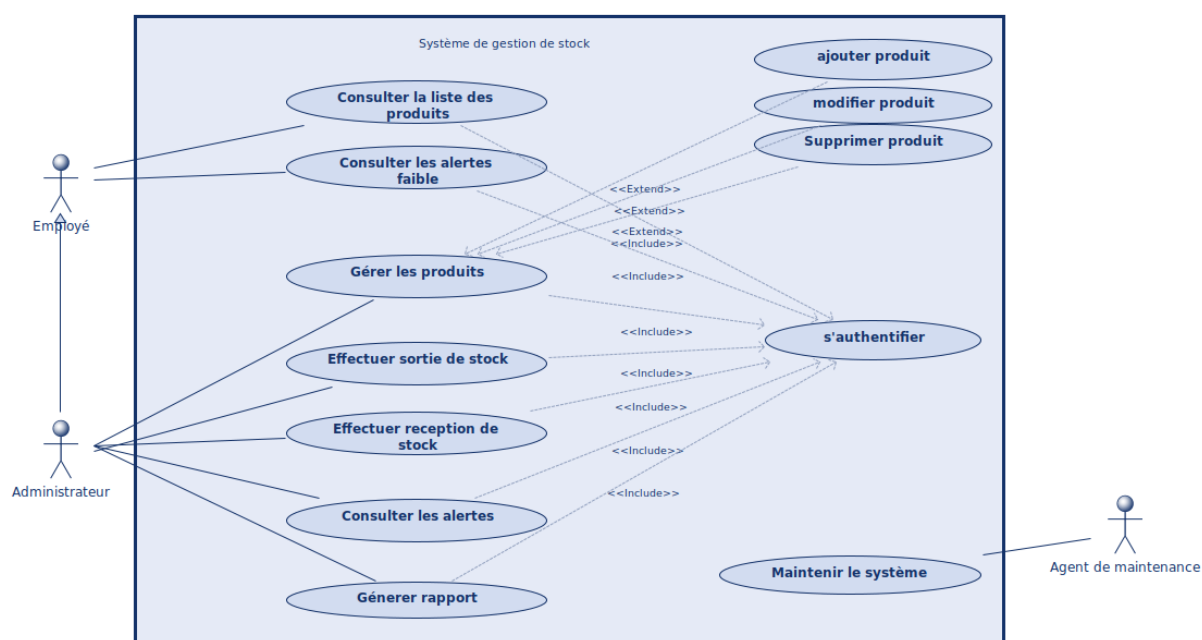 Système de gestion de stock
ajouter produit
Consulter la liste des
produits
modifier produit
Supprimer produit
Consulter les alertes
faible
<<Extend>>
<<Extend>>
Employé
<<Extend>>
<<Include>>
Gérer les produits
<<Include>>
<<Include>>
s'authentifier
Effectuer sortie de stock
<<Include>>
<<Include>>
Effectuer reception de
stock
<<Include>>
Administrateur
<<Include>>
Consulter les alertes
Agent de maintenance
Maintenir le système
Génerer rapport